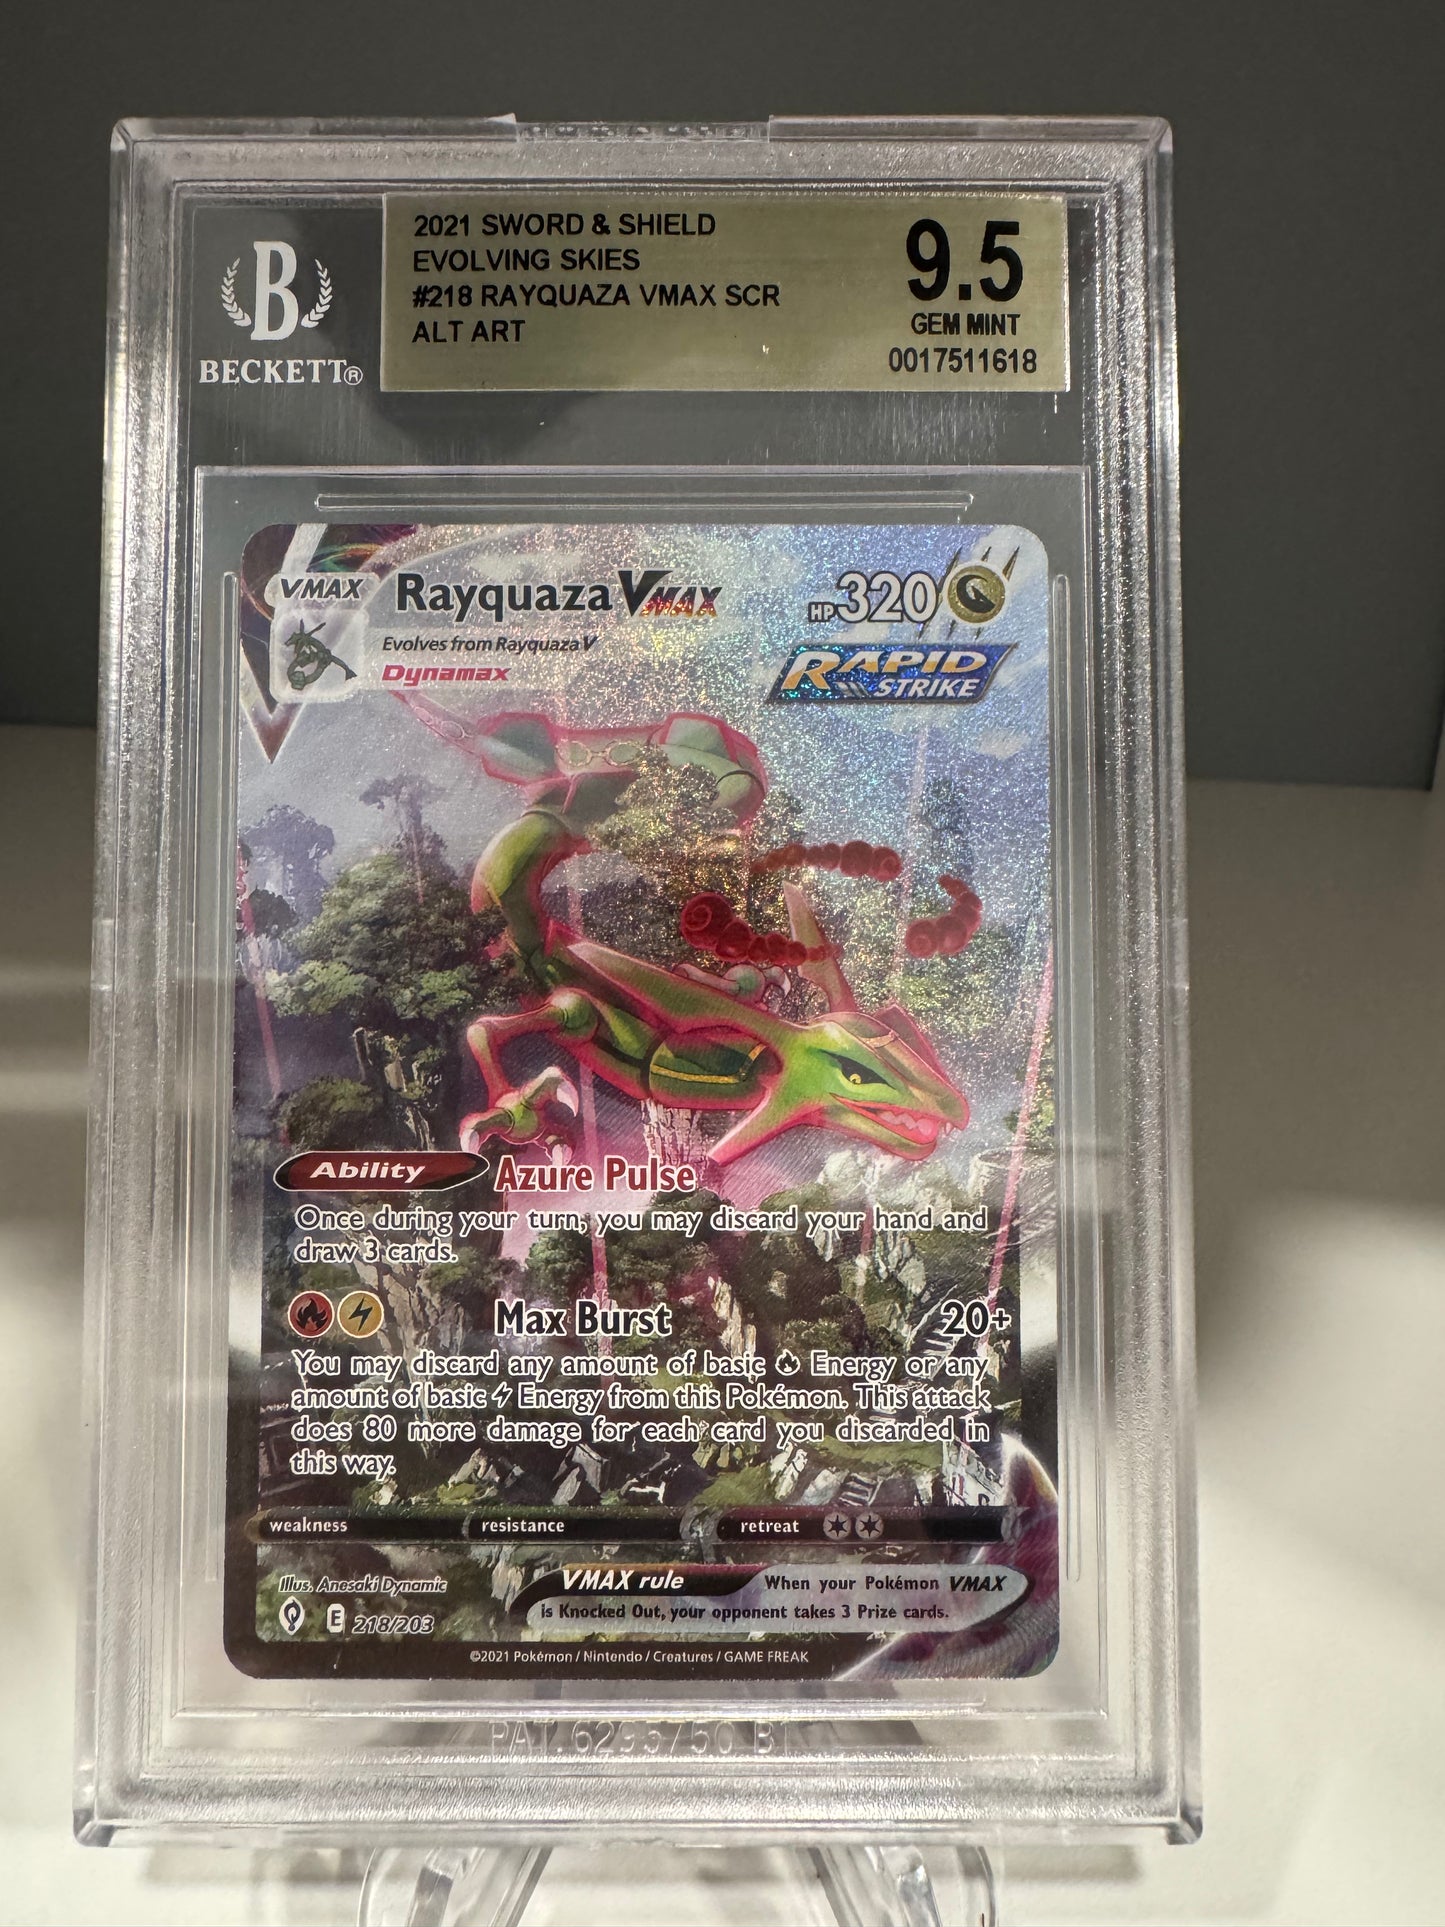 2021 SWORD & SHIELD
EVOLVING SKIES
#218 RAYQUAZA VMAX SCR
ALT ART
9.5
GEM MINT
0017511618
B
BECKETT®
VMAX
Rayquaza VMAX
HP 320
Evolves from Rayquaza V
Dynamax
RAPID
STRIKE
Ability Azure Pulse
Once during your turn, you may discard your hand and
draw 3 cards.
Max Burst 20+
You may discard any amount of basic Energy or any
amount of basic Energy from this Pokémon. This attack
does 80 more damage for each card you discarded in
this way.
weakness resistance retreat
Illus. Anesaki Dynamic
E 218/203
VMAX rule When your Pokémon VMAX
is Knocked Out, your opponent takes 3 Prize cards.
©2021 Pokémon / Nintendo / Creatures / GAME FREAK
PAT. 6295750 B1